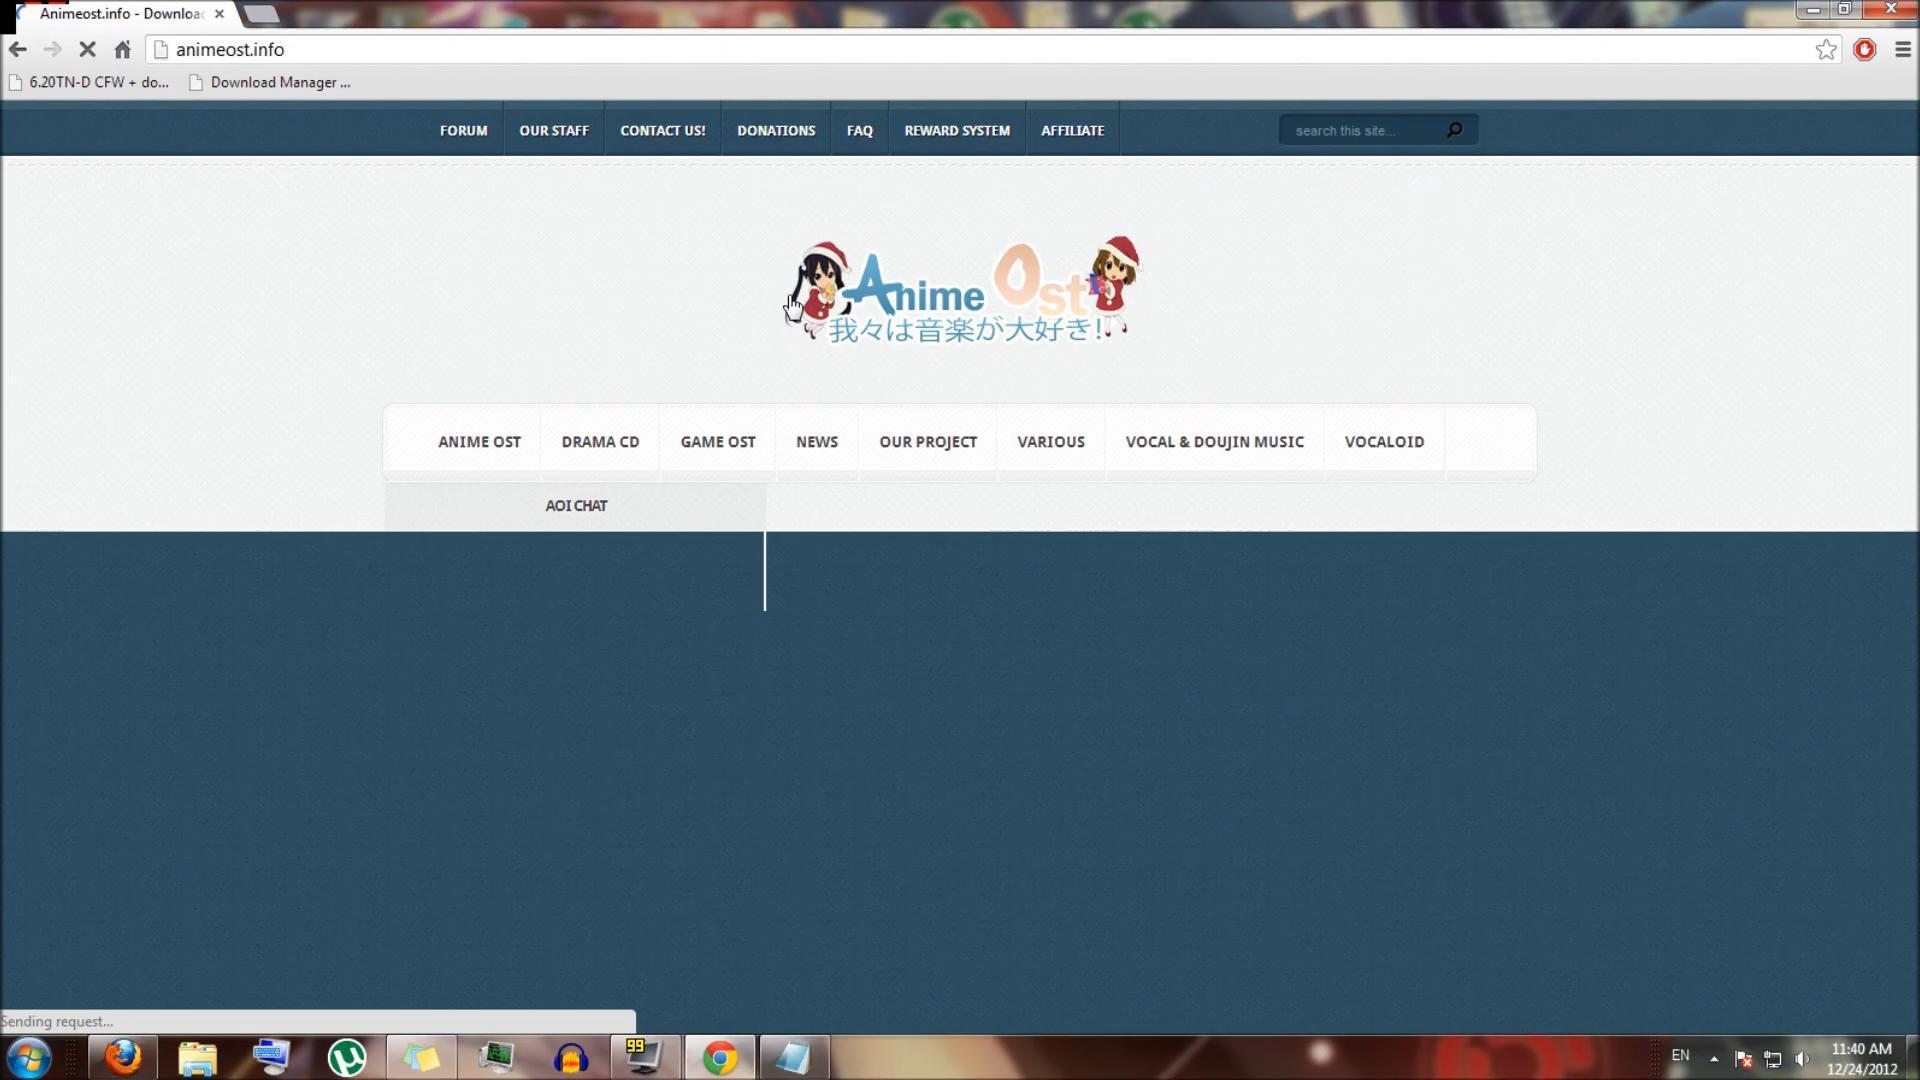 Animeost.info - Downloac
animeost.info
6.20TN-D CFW + do...
Download Manager ...
FORUM
OUR STAFF
CONTACT US!
DONATIONS
FAQ
REWARD SYSTEM
AFFILIATE
search this site...
Anime Ost
我々は音楽が大好き!
ANIME OST
DRAMA CD
GAME OST
NEWS
OUR PROJECT
VARIOUS
VOCAL & DOUJIN MUSIC
VOCALOID
AOI CHAT
Sending request...
99
EN
11:40 AM
12/24/2012